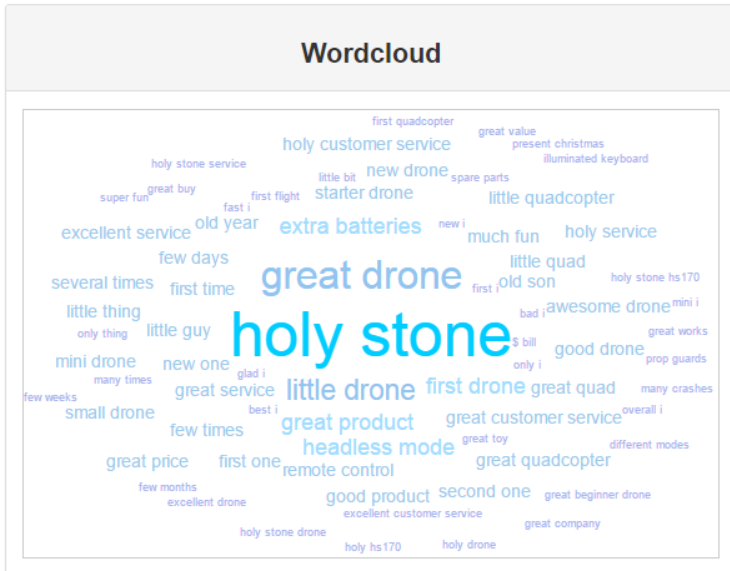 Wordcloud
first quadcopter
great value
holy customer service
present christmas
illuminated keyboard
holy stone service
new drone
little bit
spare parts
great buy
super fun
first flight
starter drone
little quadcopter
fast i
old year
extra batteries
new i
excellent service
much fun
holy service
few days
great drone
little quad
several times
first time
first i
old son
holy stone hs170
little thing
holy stone
bad i
awesome drone
mini i
only thing
little guy
$ bill
great works
good drone
mini drone
new one
only i
prop guards
glad i
many times
great service
little drone
first drone
great quad
many crashes
few weeks
small drone
best i
great product
great customer service
overall i
few times
headless mode
great toy
different modes
great price
first one
remote control
great quadcopter
few months
good product
second one
great beginner drone
excellent drone
excellent customer service
great company
holy stone drone
holy hs170
holy drone